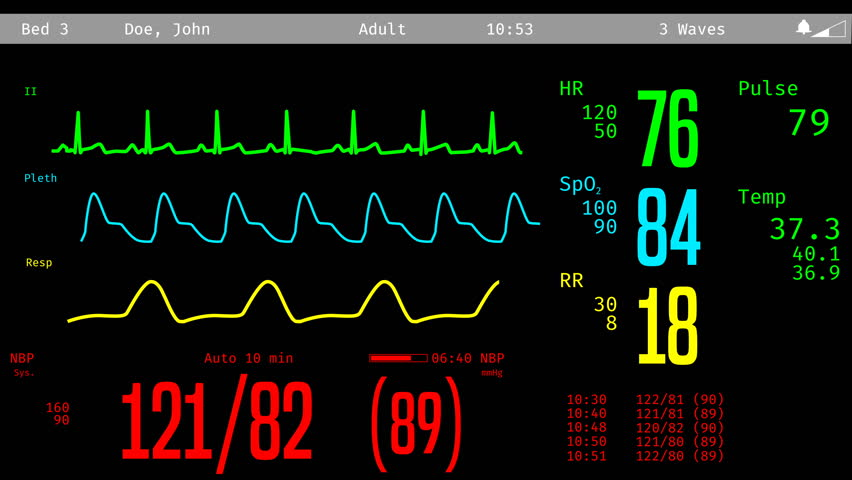 Bed 3 Doe, John Adult 10:53 3 Waves
II
HR
120
50
76
Pulse
79
Pleth
SpO₂
100
90
84
Temp
37.3
40.1
36.9
Resp
RR
30
8
18
NBP
Sys.
Auto 10 min
06:40 NBP
mmHg
160
90
121/82 (89)
10:30 122/81 (90)
10:40 121/81 (89)
10:48 120/82 (90)
10:50 121/80 (89)
10:51 122/80 (89)